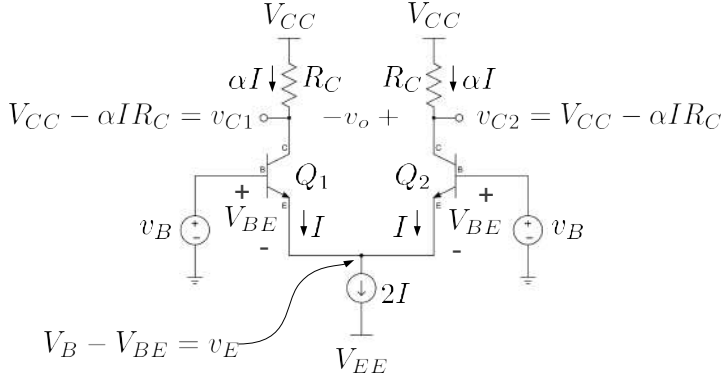 V_{CC} V_{CC}
αI R_C R_C αI
V_{CC} − αIR_C = v_{C1} −v_o + v_{C2} = V_{CC} − αIR_C
C C
B Q_1 Q_2 B
+ +
E E
v_B V_{BE} I I V_{BE} v_B
- -
2I
V_B − V_{BE} = v_E
V_{EE}